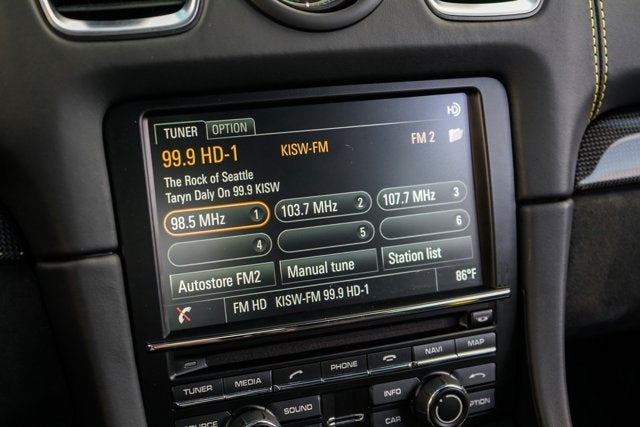 HD
TUNER OPTION
99.9 HD-1 KISW-FM FM 2
The Rock of Seattle
Taryn Daly On 99.9 KISW
98.5 MHz 1 103.7 MHz 2 107.7 MHz 3
4 5 6
Autostore FM2 Manual tune Station list
FM HD KISW-FM 99.9 HD-1 86°F
TUNER MEDIA PHONE NAVI MAP
SOURCE SOUND INFO CAR OPTION